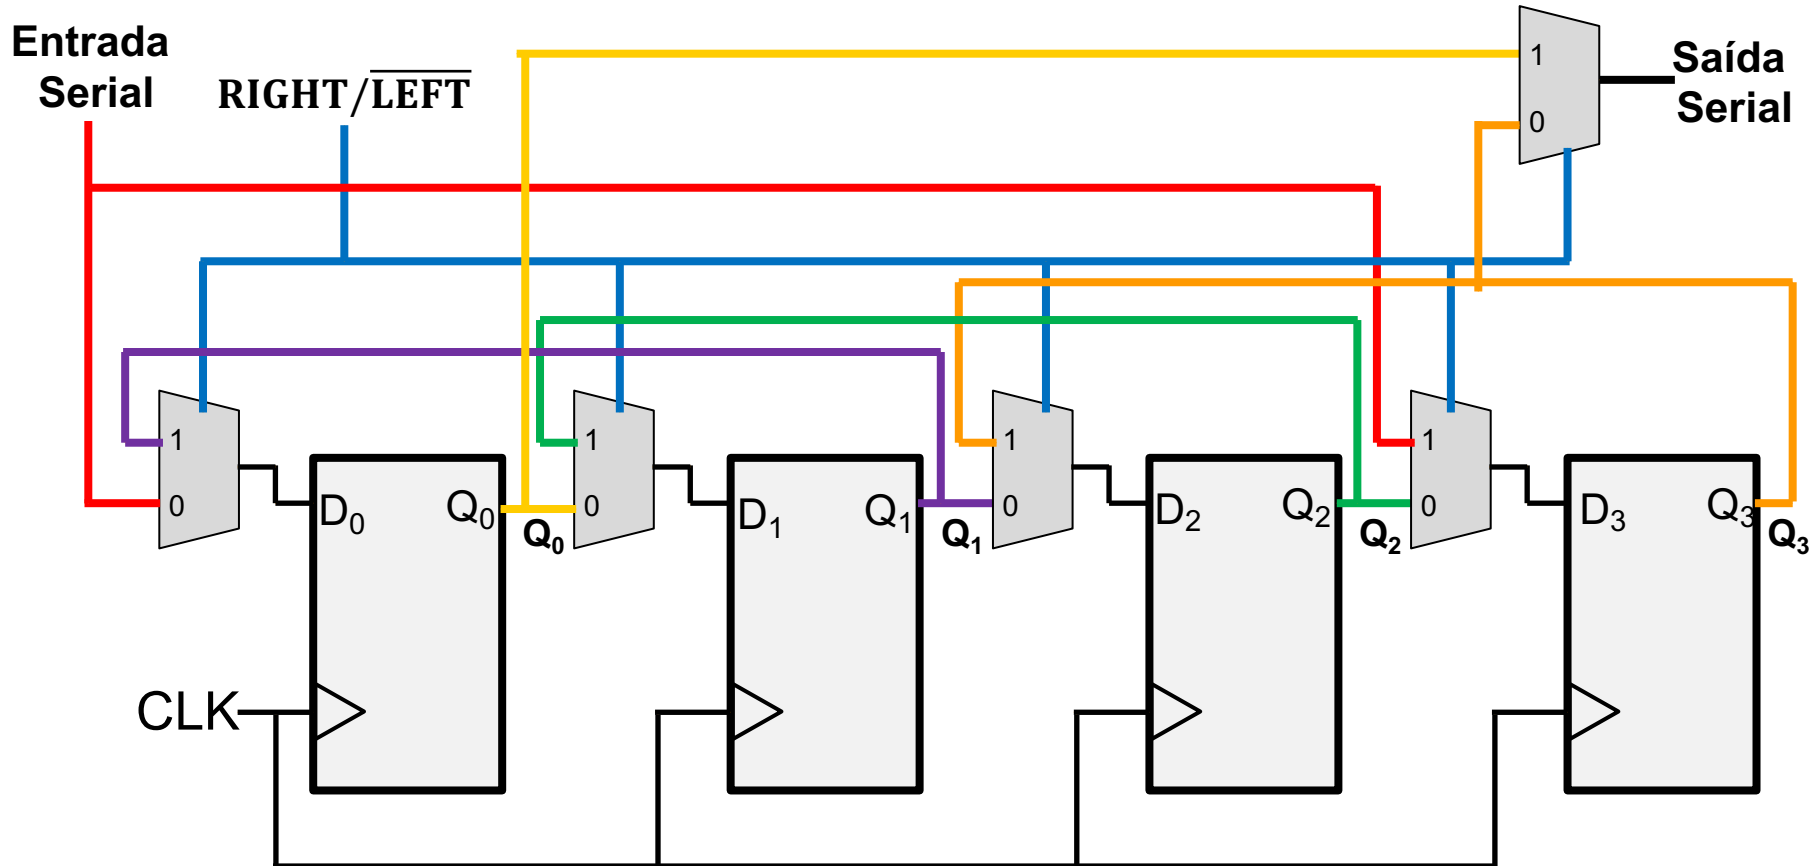 Entrada
Serial
RIGHT/L̅E̅F̅T̅
1
0
Saída
Serial
1
0
1
0
1
0
1
0
D₀
Q₀
Q₀
D₁
Q₁
Q₁
D₂
Q₂
Q₂
D₃
Q₃
Q₃
CLK